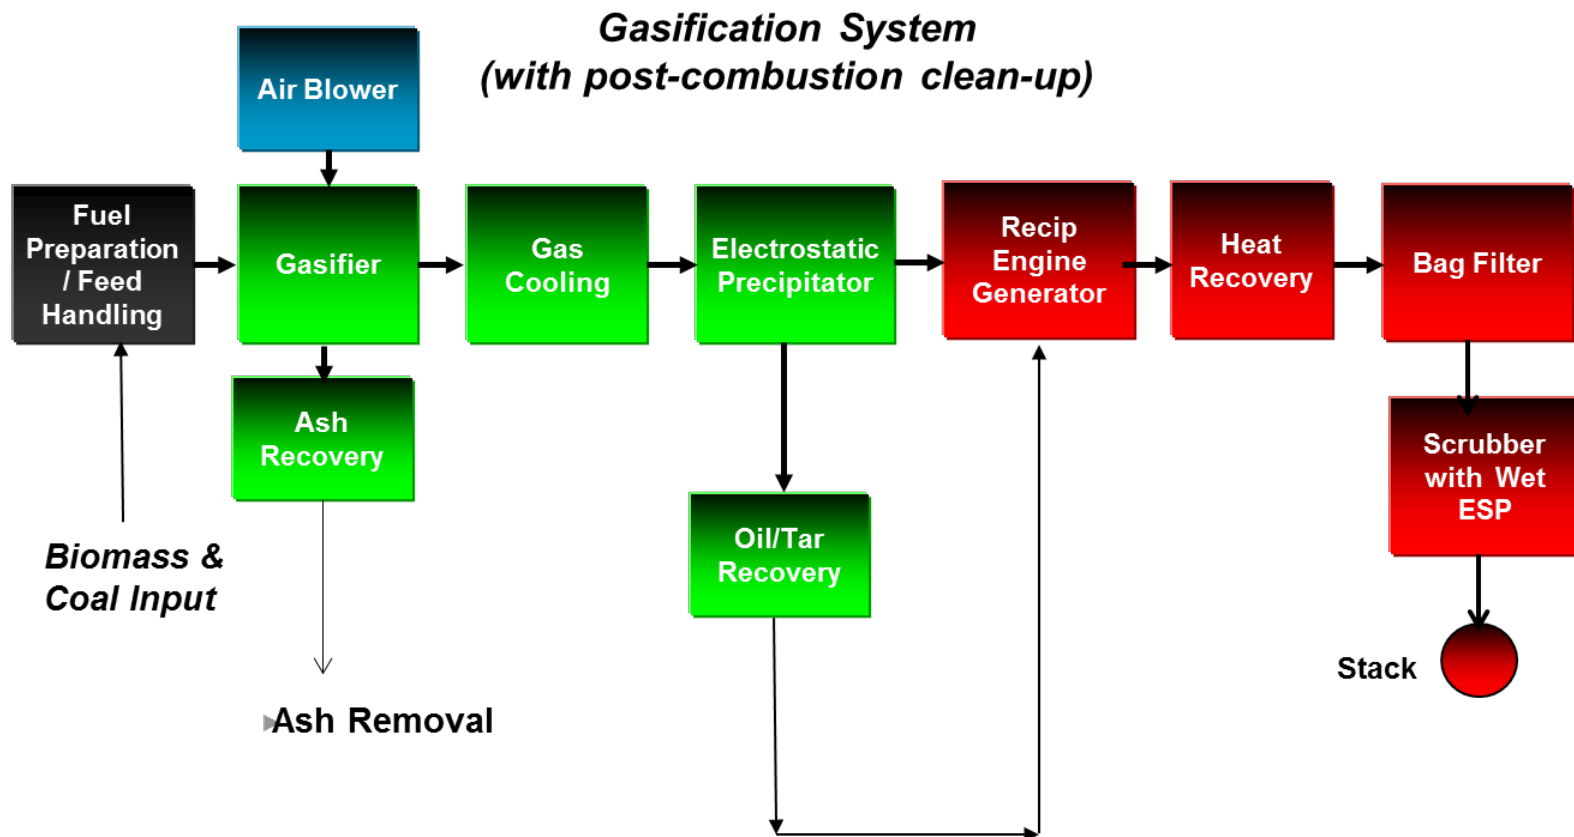 Gasification System
(with post-combustion clean-up)
Air Blower
Fuel
Preparation
/ Feed
Handling
Gasifier
Gas
Cooling
Electrostatic
Precipitator
Recip
Engine
Generator
Heat
Recovery
Bag Filter
Ash
Recovery
Scrubber
with Wet
ESP
Oil/Tar
Recovery
Biomass &
Coal Input
Stack
Ash Removal